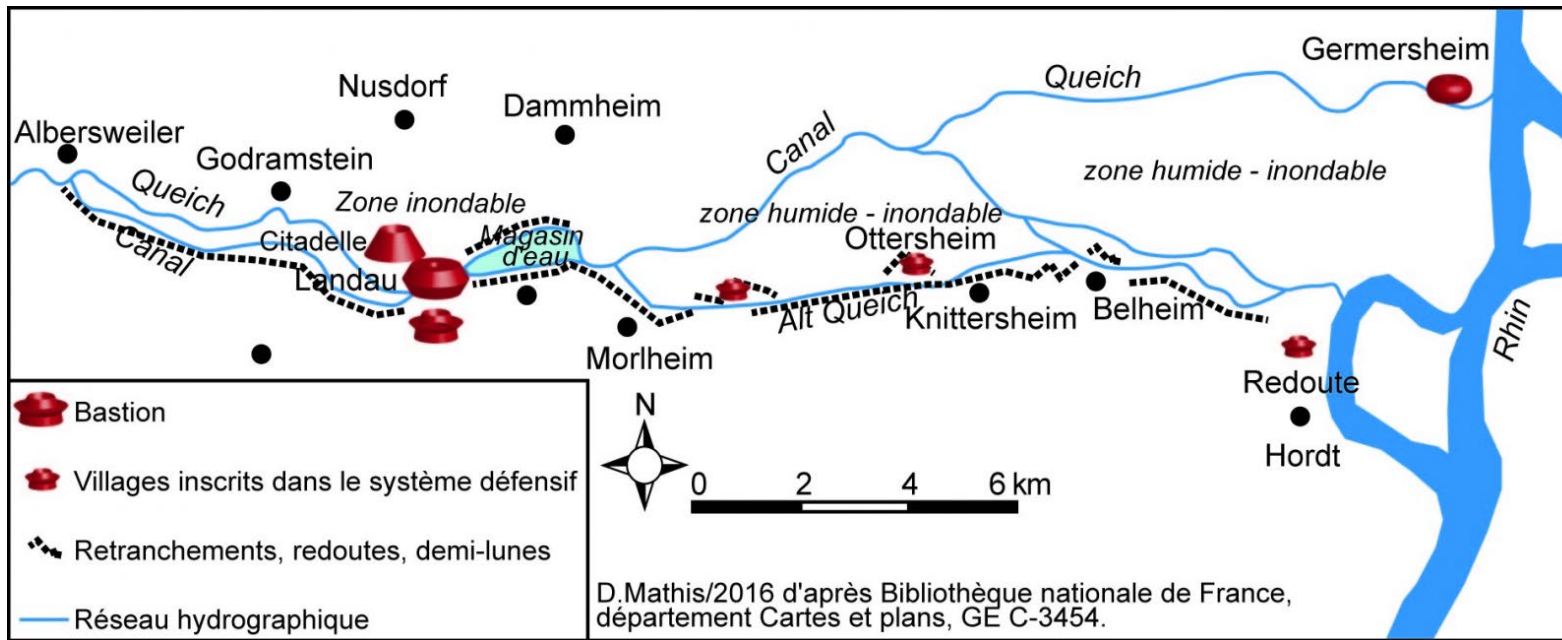 Germersheim
Queich
Nusdorf
Dammheim
Albersweiler
Godramstein
Canal
Queich
zone humide - inondable
Zone inondable
zone humide - inondable
Citadelle
Magasin
d'eau
Ottersheim
Canal
Landau
Alt Queich
Knittersheim
Belheim
Rhin
Morlheim
Redoute
Hordt
Bastion
Villages inscrits dans le système défensif
Retranchements, redoutes, demi-lunes
Réseau hydrographique
N
0 2 4 6 km
D.Mathis/2016 d'après Bibliothèque nationale de France,
département Cartes et plans, GE C-3454.